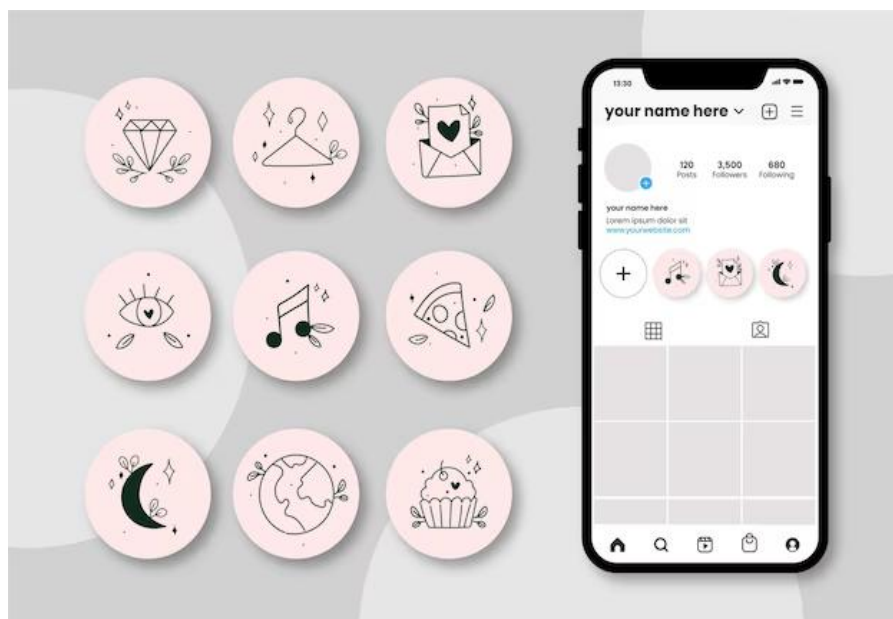 13:30
your name here
120 3,500 680
Posts Followers Following
your name here
Lorem ipsum dolor sit
www.yourwebsite.com